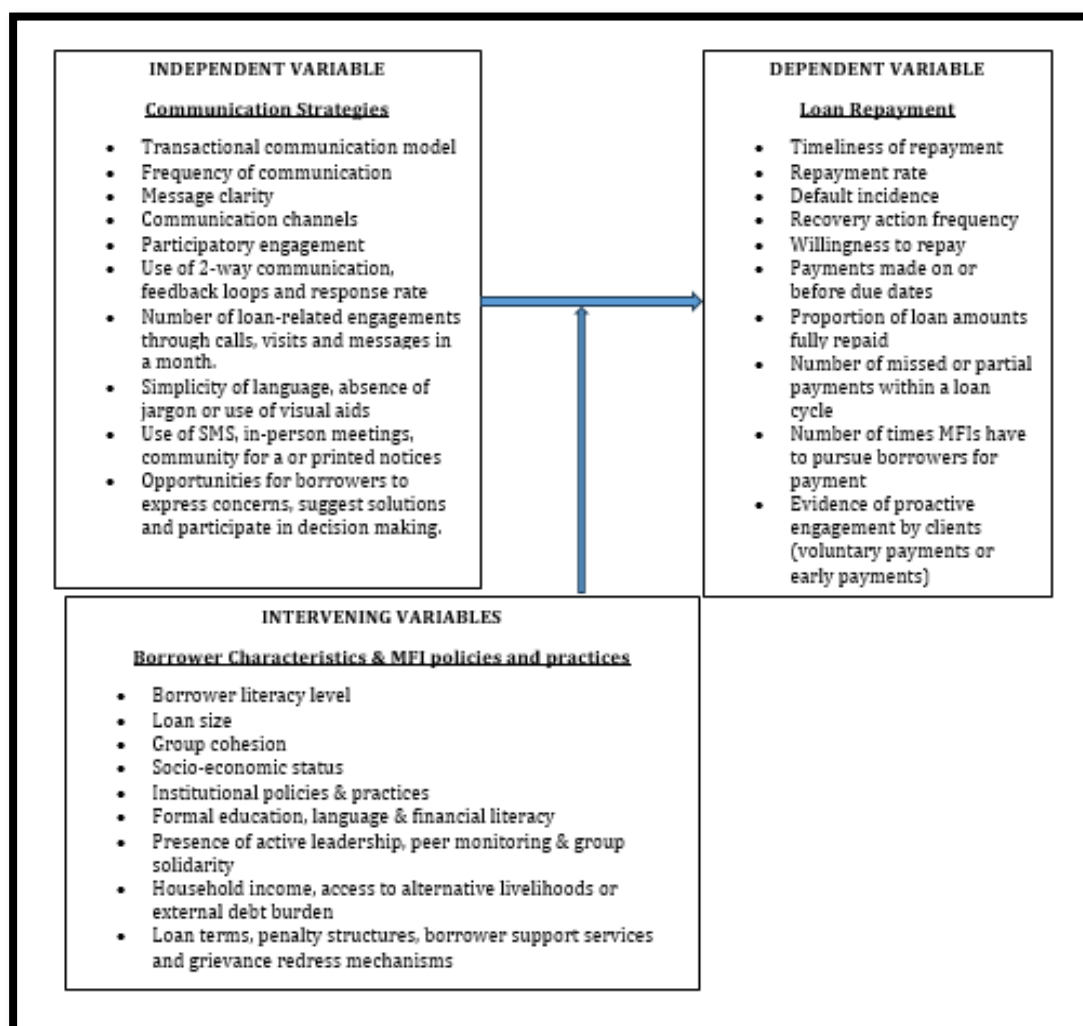 INDEPENDENT VARIABLE
Communication Strategies
• Transactional communication model
• Frequency of communication
• Message clarity
• Communication channels
• Participatory engagement
• Use of 2-way communication,
feedback loops and response rate
• Number of loan-related engagements
through calls, visits and messages in
a month.
• Simplicity of language, absence of
jargon or use of visual aids
• Use of SMS, in-person meetings,
community for a or printed notices
• Opportunities for borrowers to
express concerns, suggest solutions
and participate in decision making.
DEPENDENT VARIABLE
Loan Repayment
• Timeliness of repayment
• Repayment rate
• Default incidence
• Recovery action frequency
• Willingness to repay
• Payments made on or
before due dates
• Proportion of loan amounts
fully repaid
• Number of missed or partial
payments within a loan
cycle
• Number of times MFIs have
to pursue borrowers for
payment
• Evidence of proactive
engagement by clients
(voluntary payments or
early payments)
INTERVENING VARIABLES
Borrower Characteristics & MFI policies and practices
• Borrower literacy level
• Loan size
• Group cohesion
• Socio-economic status
• Institutional policies & practices
• Formal education, language & financial literacy
• Presence of active leadership, peer monitoring & group
solidarity
• Household income, access to alternative livelihoods or
external debt burden
• Loan terms, penalty structures, borrower support services
and grievance redress mechanisms